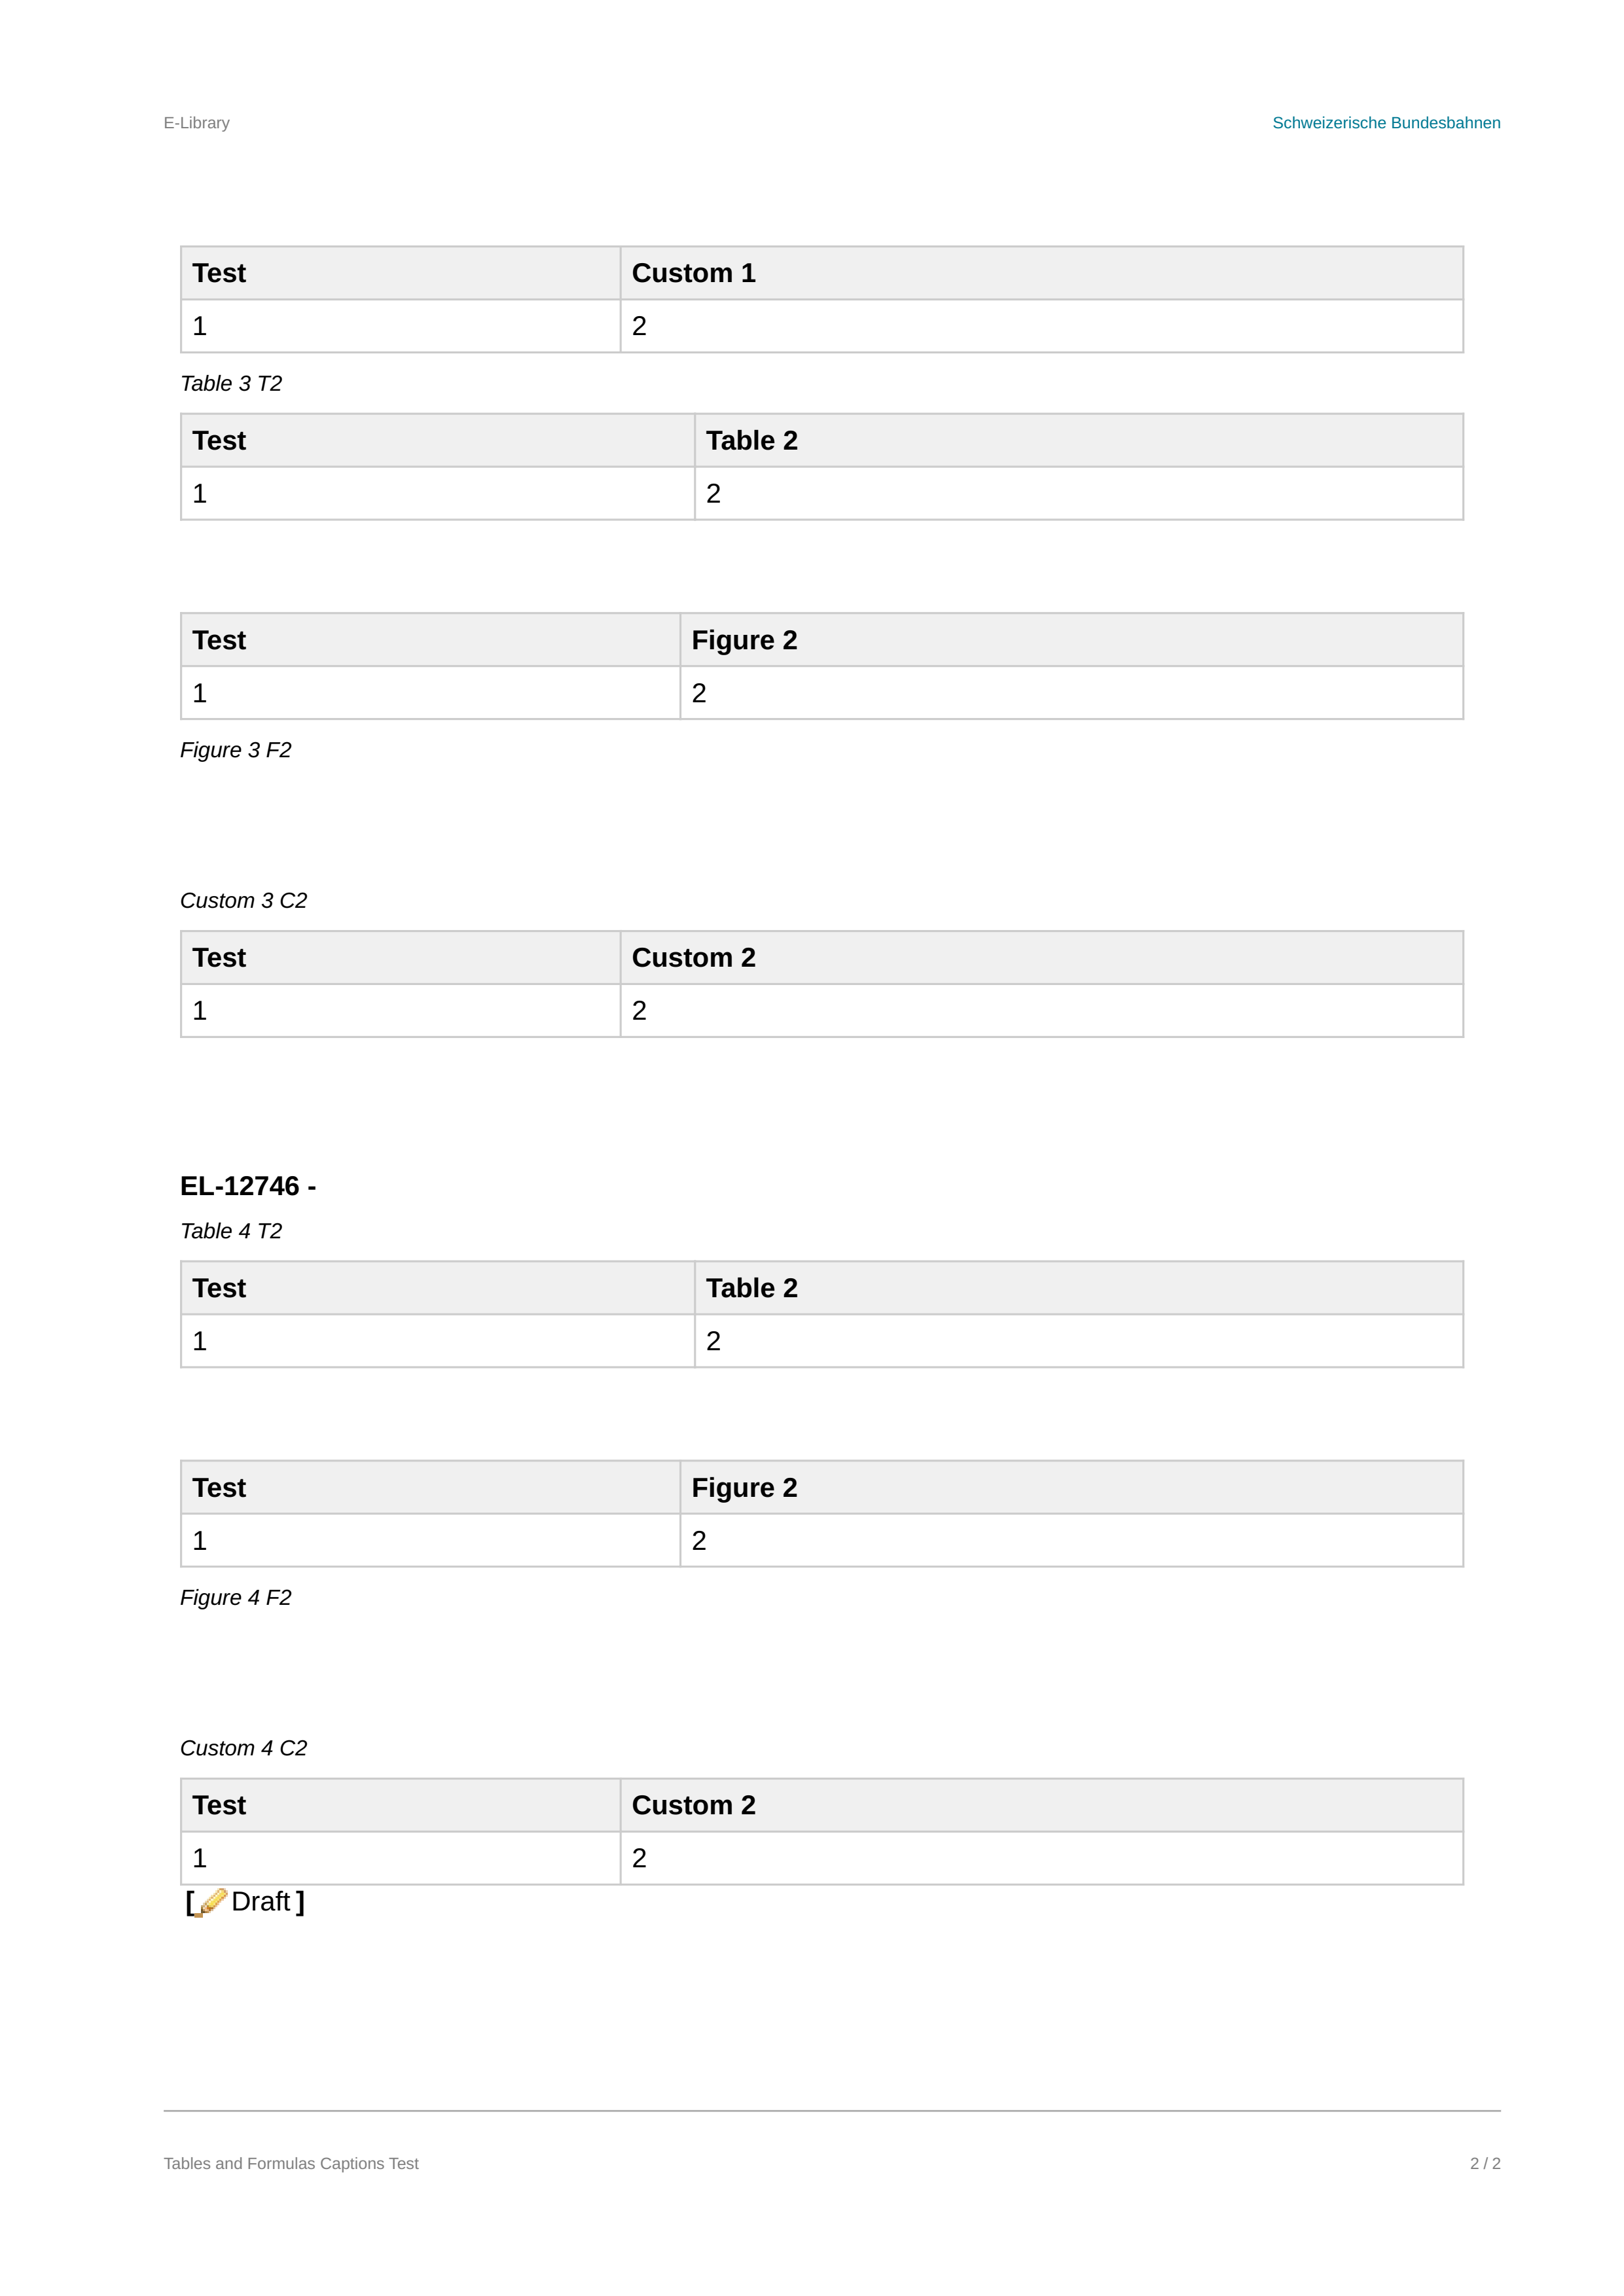 E-Library Schweizerische Bundesbahnen
Test Custom 1
1 2
Table 3 T2
Test Table 2
1 2
Test Figure 2
1 2
Figure 3 F2
Custom 3 C2
Test Custom 2
1 2
EL-12746 -
Table 4 T2
Test Table 2
1 2
Test Figure 2
1 2
Figure 4 F2
Custom 4 C2
Test Custom 2
1 2
[ Draft ]
Tables and Formulas Captions Test 2 / 2